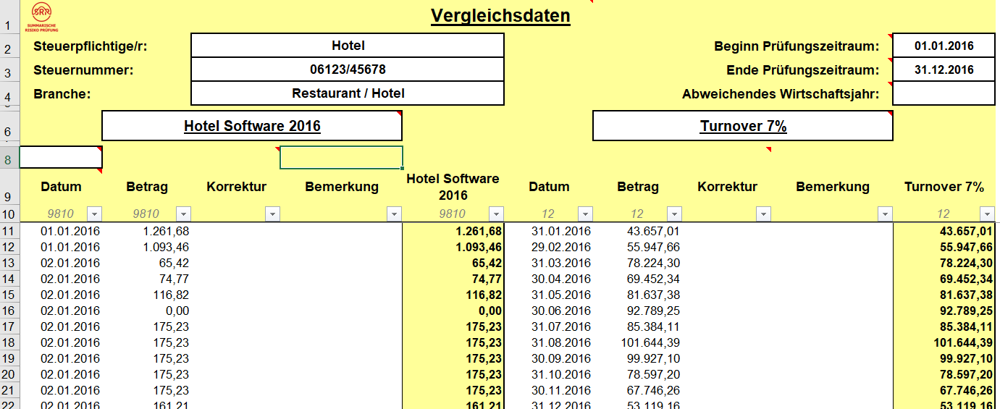 1 SRP SUMMARISCHE RISIKO PRÜFUNG Vergleichsdaten
2 Steuerpflichtige/r: Hotel Beginn Prüfungszeitraum: 01.01.2016
3 Steuernummer: 06123/45678 Ende Prüfungszeitraum: 31.12.2016
4 Branche: Restaurant / Hotel Abweichendes Wirtschaftsjahr:
6 Hotel Software 2016 Turnover 7%
8
9 Datum Betrag Korrektur Bemerkung Hotel Software 2016 Datum Betrag Korrektur Bemerkung Turnover 7%
10 9810 9810 9810 12 12 12
11 01.01.2016 1.261,68 1.261,68 31.01.2016 43.657,01 43.657,01
12 01.01.2016 1.093,46 1.093,46 29.02.2016 55.947,66 55.947,66
13 02.01.2016 65,42 65,42 31.03.2016 78.224,30 78.224,30
14 02.01.2016 74,77 74,77 30.04.2016 69.452,34 69.452,34
15 02.01.2016 116,82 116,82 31.05.2016 81.637,38 81.637,38
16 02.01.2016 0,00 0,00 30.06.2016 92.789,25 92.789,25
17 02.01.2016 175,23 175,23 31.07.2016 85.384,11 85.384,11
18 02.01.2016 175,23 175,23 31.08.2016 101.644,39 101.644,39
19 02.01.2016 175,23 175,23 30.09.2016 99.927,10 99.927,10
20 02.01.2016 175,23 175,23 31.10.2016 78.597,20 78.597,20
21 02.01.2016 175,23 175,23 30.11.2016 67.746,26 67.746,26
22 02.01.2016 161,21 161,21 31.12.2016 53.119,16 53.119,16